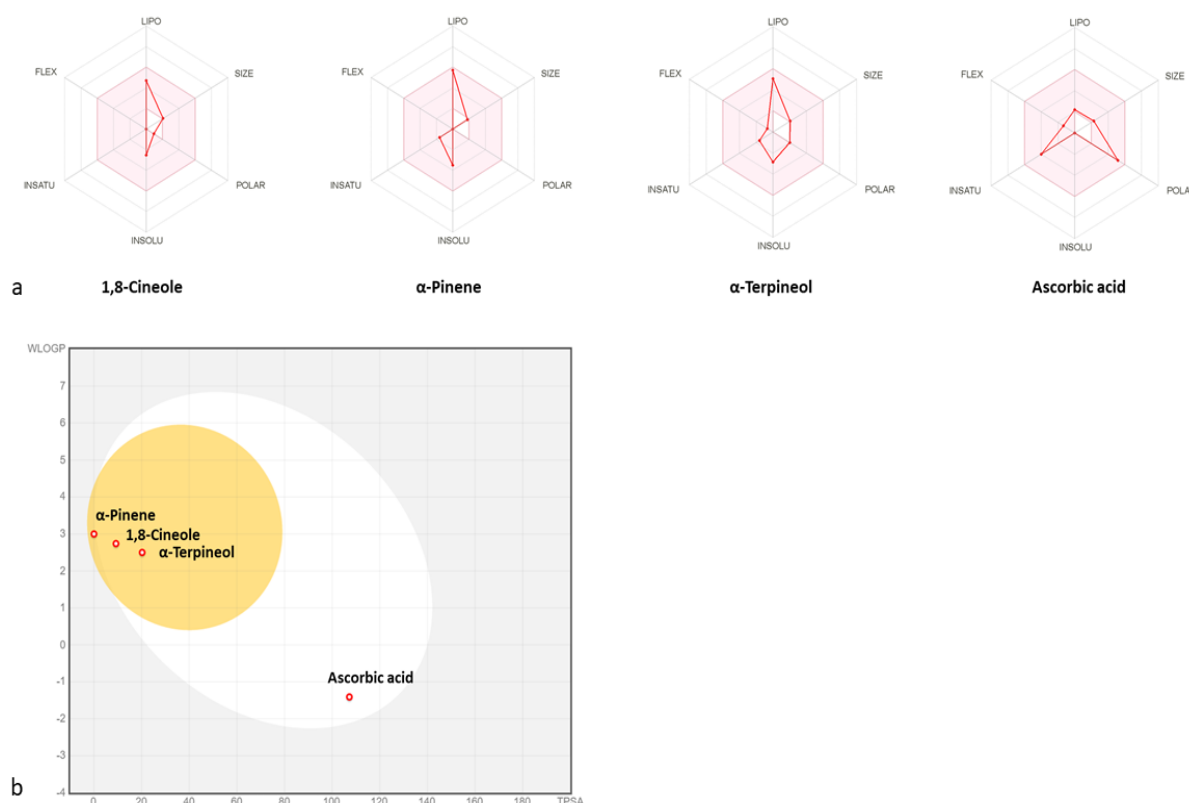 LIPO
LIPO
LIPO
LIPO
FLEX
SIZE
FLEX
SIZE
FLEX
SIZE
FLEX
SIZE
INSATU
POLAR
INSATU
POLAR
INSATU
POLAR
INSATU
POLA
INSOLU
INSOLU
INSOLU
INSOLU
a
1,8-Cineole
α-Pinene
α-Terpineol
Ascorbic acid
WLOGP
7
6
5
4
α-Pinene
3
1,8-Cineole
α-Terpineol
2
1
0
Ascorbic acid
-1
-2
-3
b
-4
0
20
40
60
80
100
120
140
160
180
TPSA